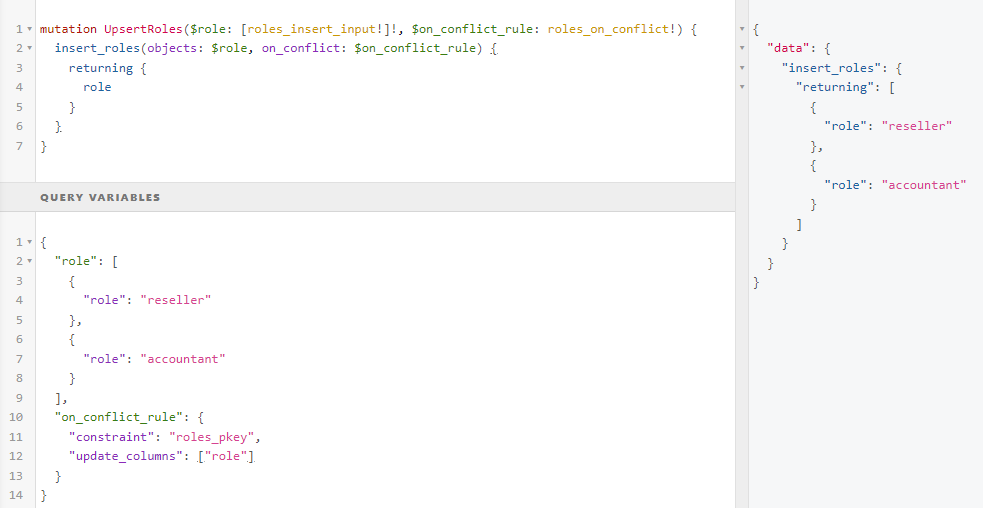 1 mutation UpsertRoles($role: [roles_insert_input!]!, $on_conflict_rule: roles_on_conflict!) {
2   insert_roles(objects: $role, on_conflict: $on_conflict_rule) {
3     returning {
4       role
5     }
6   }
7 }
QUERY VARIABLES
1 {
2   "role": [
3     {
4       "role": "reseller"
5     },
6     {
7       "role": "accountant"
8     }
9   ],
10   "on_conflict_rule": {
11     "constraint": "roles_pkey",
12     "update_columns": ["role"]
13   }
14 }
{
  "data": {
    "insert_roles": {
      "returning": [
        {
          "role": "reseller"
        },
        {
          "role": "accountant"
        }
      ]
    }
  }
}